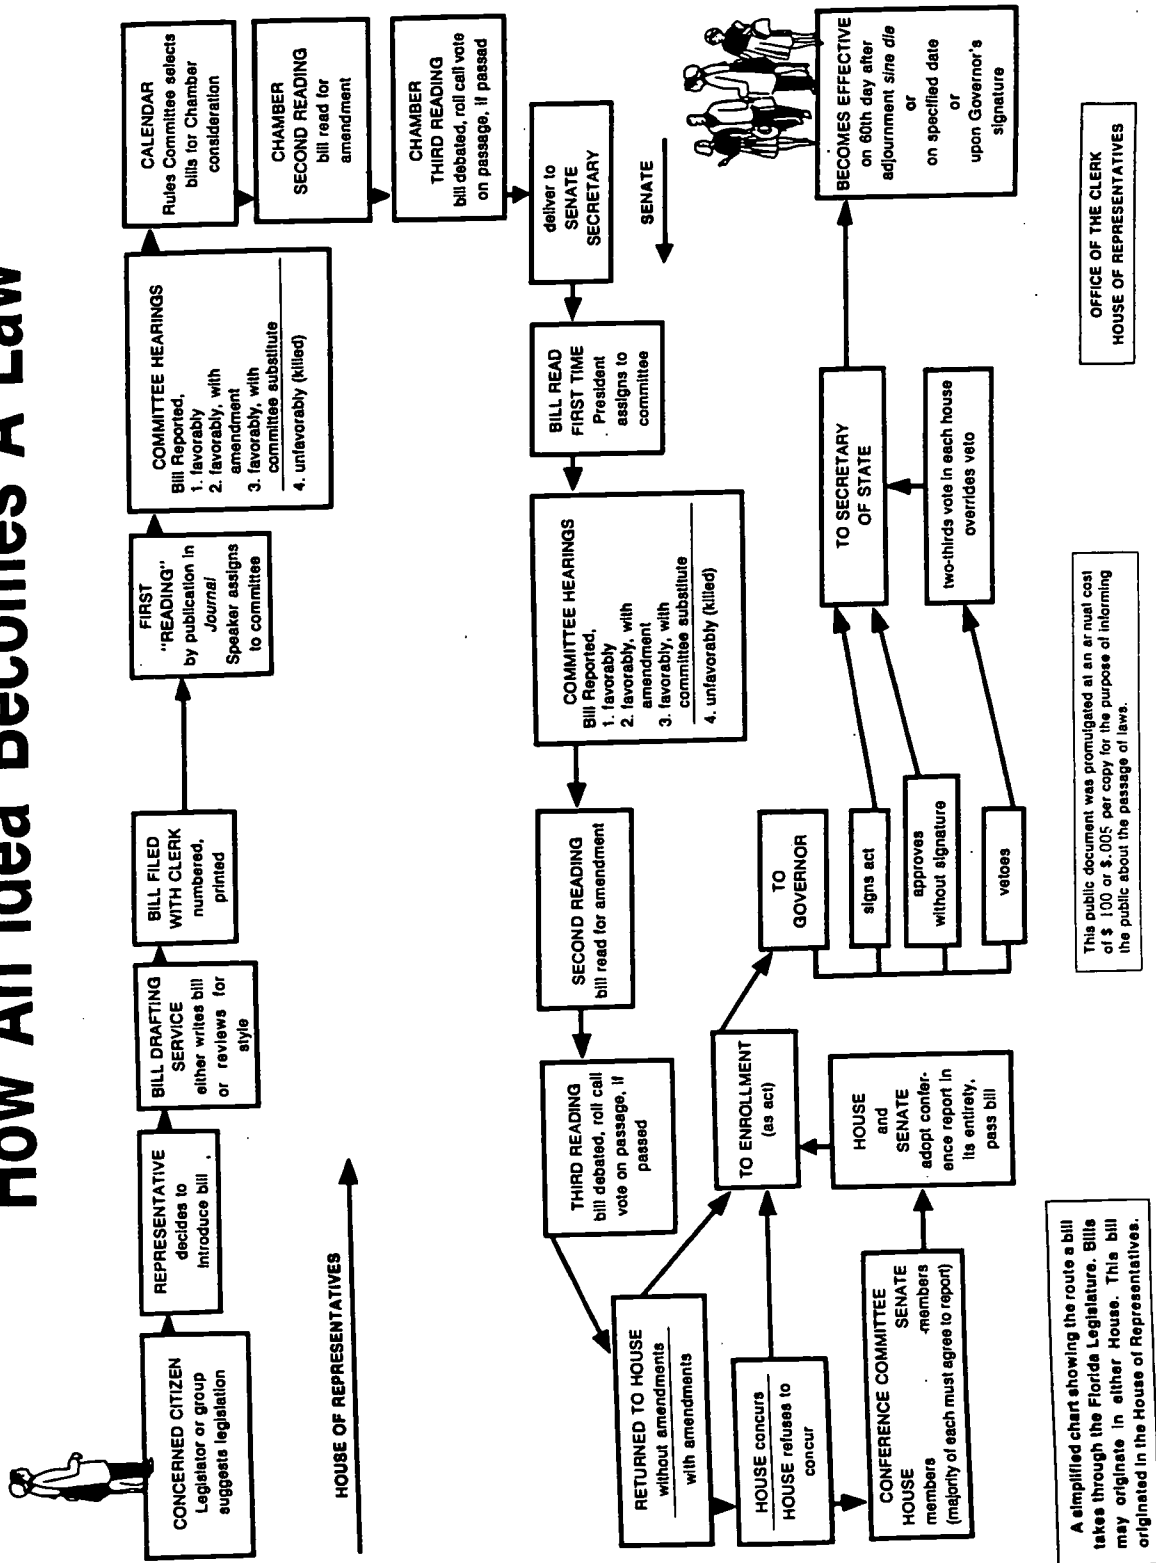 How An Idea Becomes A Law
CONCERNED CITIZEN
Legislator or group
suggests legislation
REPRESENTATIVE
decides to
introduce bill
BILL DRAFTING
SERVICE
either writes bill
or reviews for
style
BILL FILED
WITH CLERK
numbered,
printed
FIRST
"READING"
by publication in
Journal
Speaker assigns
to committee
COMMITTEE HEARINGS
Bill Reported,
1. favorably
2. favorably, with
amendment
3. favorably, with
committee substitute
4. unfavorably (killed)
CALENDAR
Rules Committee selects
bills for Chamber
consideration
CHAMBER
SECOND READING
bill read for
amendment
CHAMBER
THIRD READING
bill debated, roll call vote
on passage, if passad
HOUSE OF REPRESENTATIVES
deliver to
SENATE
SECRETARY
SENATE
BILL READ
FIRST TIME
President
assigns to
committee
COMMITTEE HEARINGS
Bill Reported,
1. favorably
2. favorably, with
amendment
3. favorably, with
committee substitute
4. unfavorably (killed)
SECOND READING
bill read for amendment
THIRD READING
bill debated, roll call
vote on passage, if
passed
RETURNED TO HOUSE
without amendments
with amendments
HOUSE concurs
HOUSE refuses to
concur
CONFERENCE COMMITTEE
HOUSE SENATE
members members
(majority of each must agree to report)
HOUSE
and
SENATE
adopt confer-
ence report in
its entirety,
pass bill
TO ENROLLMENT
(as act)
TO
GOVERNOR
signs act
approves
without signature
vetoes
TO SECRETARY
OF STATE
two-thirds vote in each house
overrides veto
BECOMES EFFECTIVE
on 60th day after
adjournment sine die
or
on specified date
or
upon Governor's
signature
A simplified chart showing the route a bill
takes through the Florida Legislature. Bills
may originate in either House. This bill
originated in the House of Representatives.
This public document was promulgated at an annual cost
of $ 100 or $.005 per copy for the purpose of informing
the public about the passage of laws.
OFFICE OF THE CLERK
HOUSE OF REPRESENTATIVES